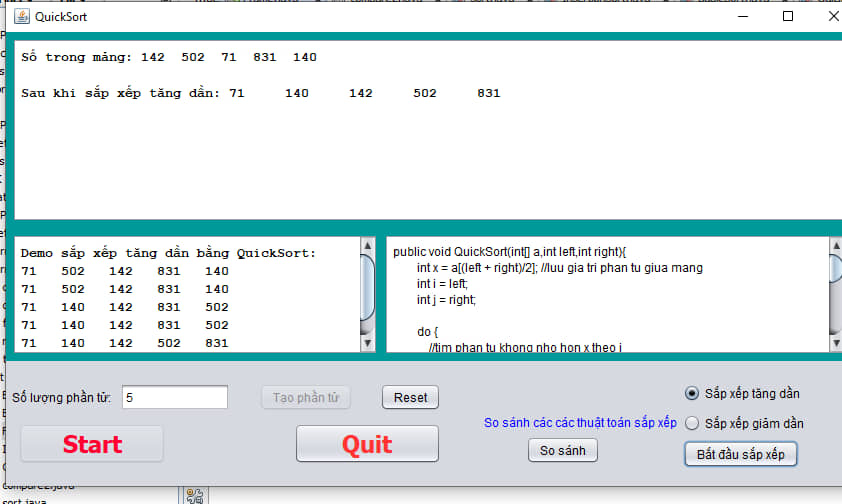 QuickSort
Số trong mảng: 142 502 71 831 140
Sau khi sắp xếp tăng dần: 71 140 142 502 831
Demo sắp xếp tăng dần bằng QuickSort:
71 502 142 831 140
71 502 142 831 140
71 140 142 831 502
71 140 142 831 502
71 140 142 502 831
public void QuickSort(int[] a,int left,int right){
int x = a[(left + right)/2]; //luu gia tri phan tu giua mang
int i = left;
int j = right;
do {
//tim phan tu khong nho hon x theo i
Số lượng phần tử: 5
Tạo phần tử
Reset
Start
Quit
So sánh các các thuật toán sắp xếp
So sánh
Sắp xếp tăng dần
Sắp xếp giảm dần
Bắt đầu sắp xếp
sort.java